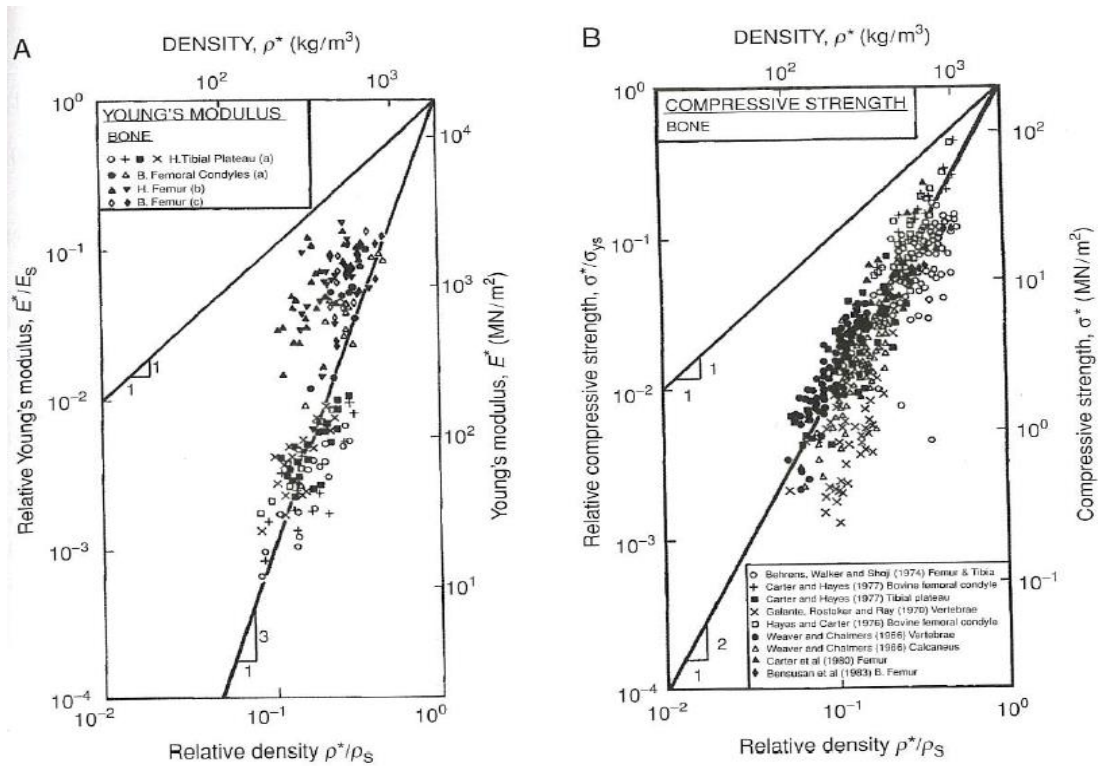 A
DENSITY, ρ* (kg/m³)
10² 10³
10⁰
YOUNG'S MODULUS
BONE
○ + ■ × H.Tibial Plateau (a)
● △ B. Femoral Condyles (a)
▲ ▼ H. Femur (b)
◇ ◆ B. Femur (c)
10⁻¹
10⁻²
10⁻³
10⁻⁴
Relative Young's modulus, E*/E_S
10⁴
10³
10²
10¹
Young's modulus, E* (MN/m²)
1
1
3
1
10⁻² 10⁻¹ 10⁰
Relative density ρ*/ρ_S
B
DENSITY, ρ* (kg/m³)
10² 10³
10⁰
COMPRESSIVE STRENGTH
BONE
10⁻¹
10⁻²
10⁻³
10⁻⁴
Relative compressive strength, σ*/σ_ys
10²
10¹
10⁰
10⁻¹
Compressive strength, σ* (MN/m²)
1
1
2
1
○ Behrens, Walker and Shoji (1974) Femur & Tibia
+ Carter and Hayes (1977) Bovine femoral condyle
■ Carter and Hayes (1977) Tibial plateau
× Galante, Rostoker and Ray (1970) Vertebrae
□ Hayes and Carter (1976) Bovine femoral condyle
● Weaver and Chalmers (1966) Vertebrae
△ Weaver and Chalmers (1966) Calcaneus
▲ Carter et al (1980) Femur
◆ Bensusan et al (1983) B. Femur
10⁻² 10⁻¹ 10⁰
Relative density ρ*/ρ_S